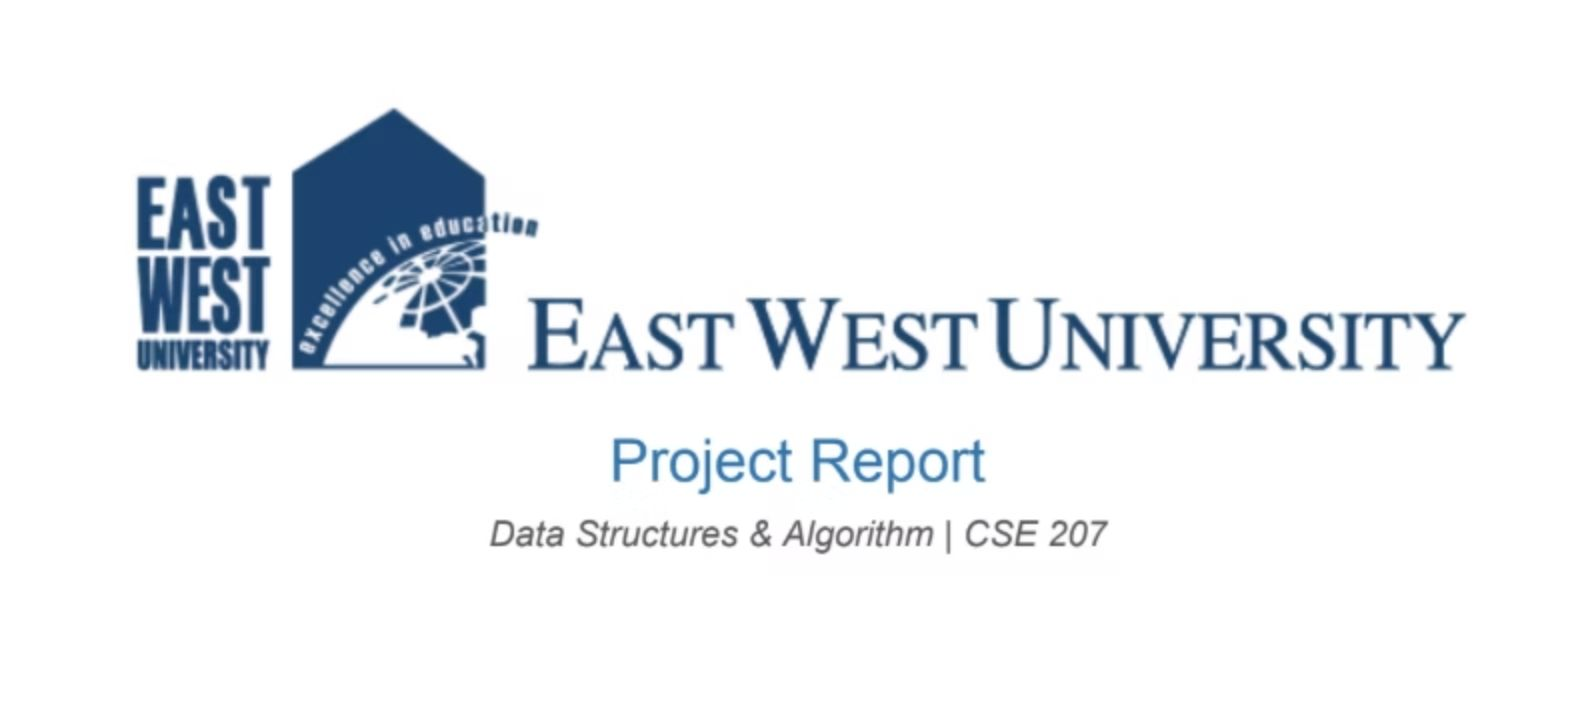 EAST
WEST
UNIVERSITY
excellence in education
EAST WEST UNIVERSITY
Project Report
Data Structures & Algorithm | CSE 207